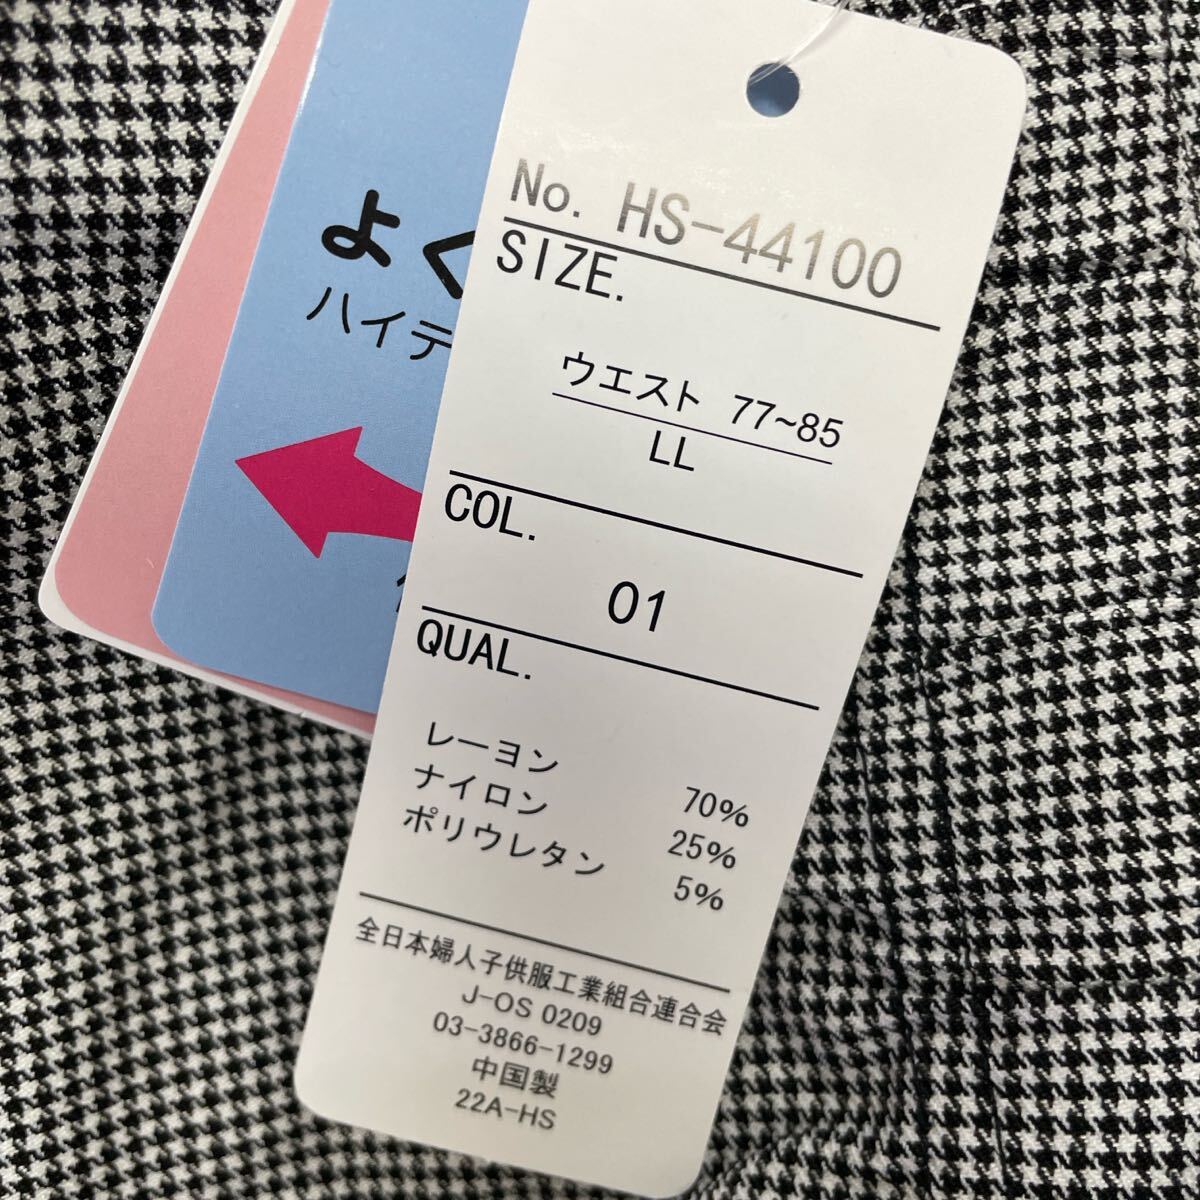 よく
ハイテ
No. HS-44100
SIZE.
ウエスト 77~85
LL
COL.
01
QUAL.
レーヨン 70%
ナイロン 25%
ポリウレタン 5%
全日本婦人子供服工業組合連合会
J-OS 0209
03-3866-1299
中国製
22A-HS